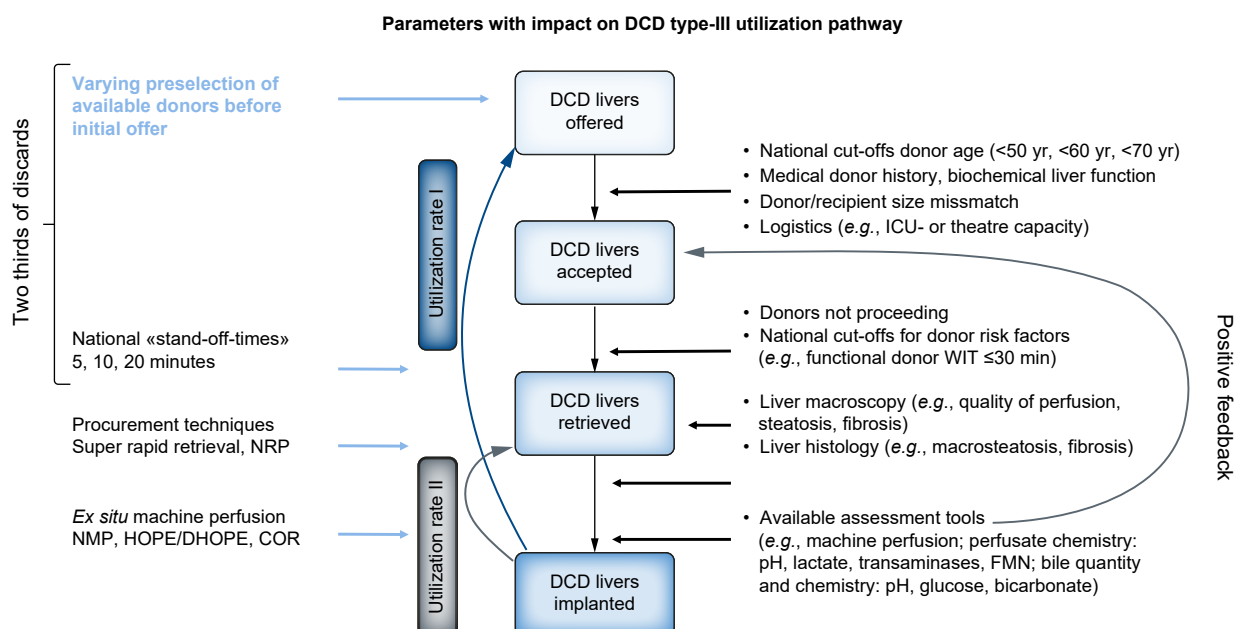 Parameters with impact on DCD type-III utilization pathway
Two thirds of discards
Varying preselection of
available donors before
initial offer
National «stand-off-times»
5, 10, 20 minutes
Procurement techniques
Super rapid retrieval, NRP
Ex situ machine perfusion
NMP, HOPE/DHOPE, COR
Utilization rate I
Utilization rate II
DCD livers
offered
DCD livers
accepted
DCD livers
retrieved
DCD livers
implanted
• National cut-offs donor age (<50 yr, <60 yr, <70 yr)
• Medical donor history, biochemical liver function
• Donor/recipient size missmatch
• Logistics (e.g., ICU- or theatre capacity)
• Donors not proceeding
• National cut-offs for donor risk factors
(e.g., functional donor WIT ≤30 min)
• Liver macroscopy (e.g., quality of perfusion,
steatosis, fibrosis)
• Liver histology (e.g., macrosteatosis, fibrosis)
• Available assessment tools
(e.g., machine perfusion; perfusate chemistry:
pH, lactate, transaminases, FMN; bile quantity
and chemistry: pH, glucose, bicarbonate)
Positive feedback